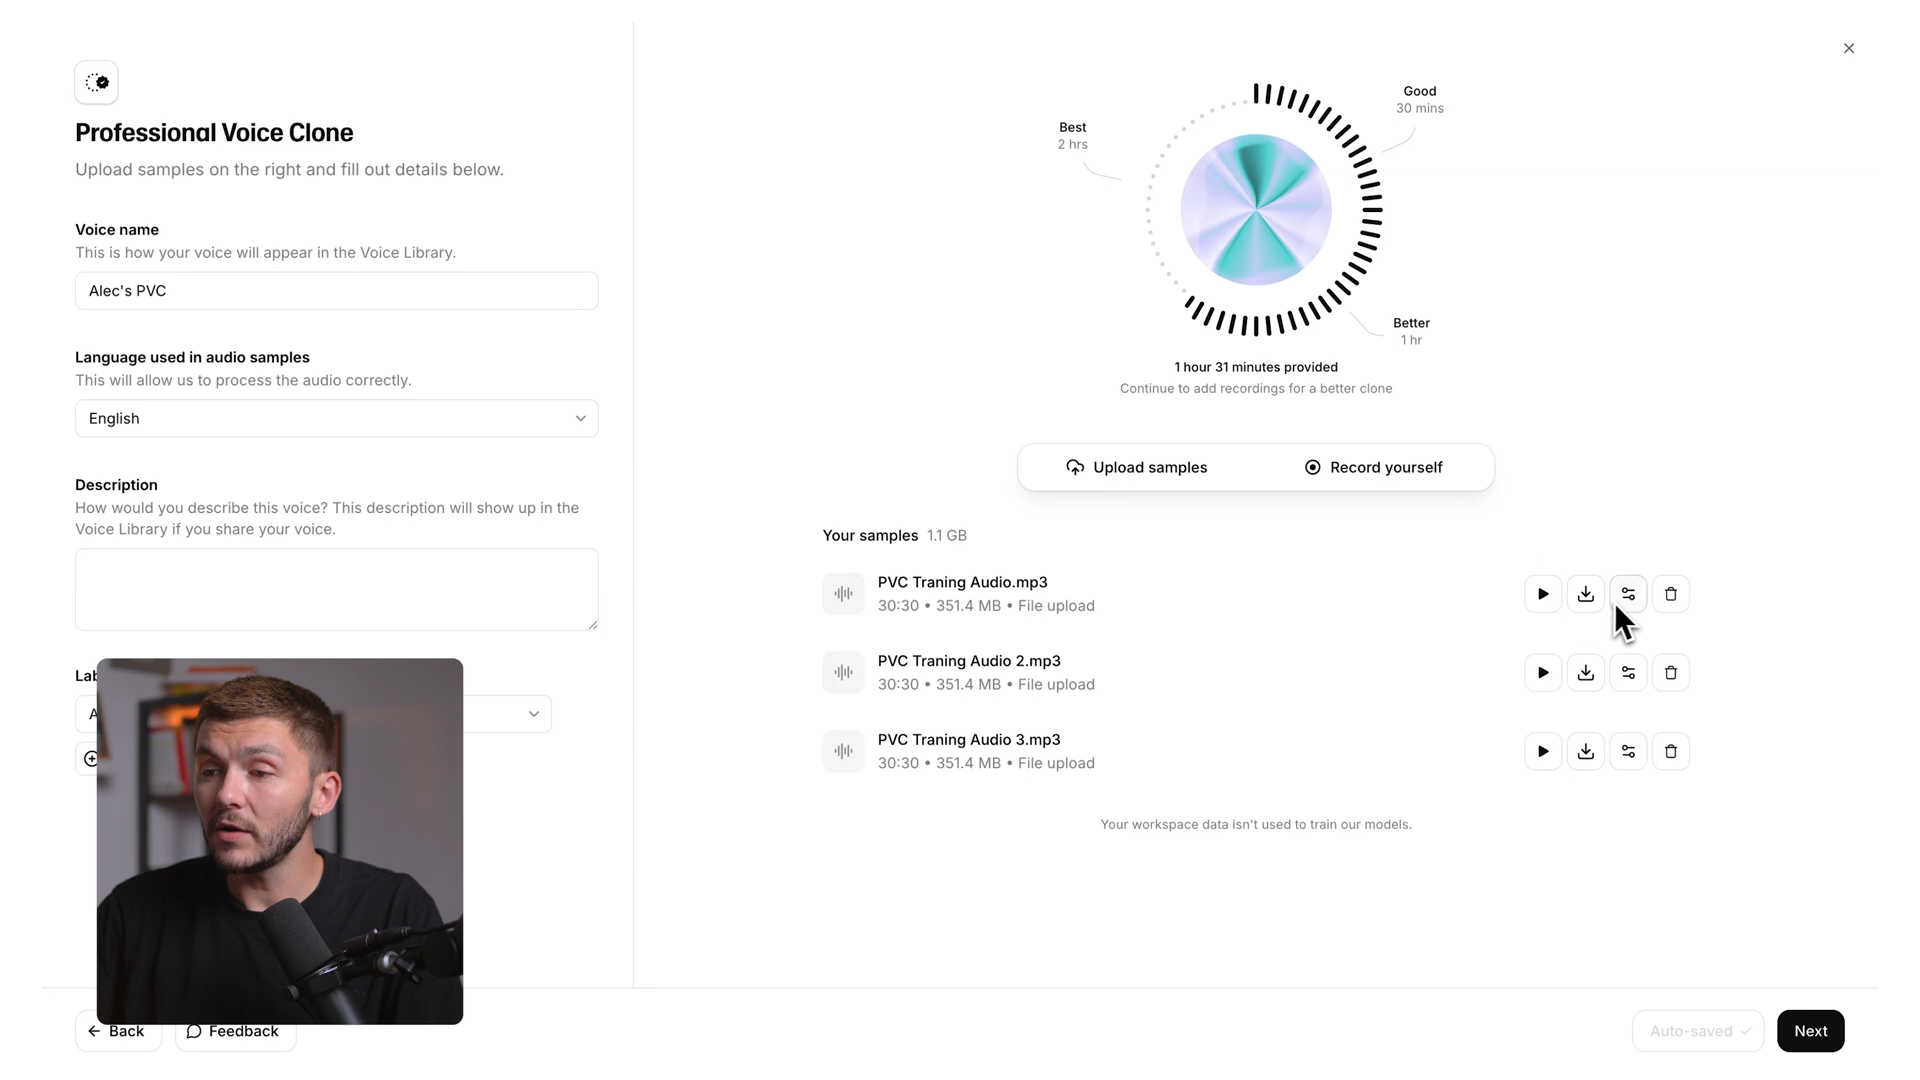 Professional Voice Clone
Upload samples on the right and fill out details below.
Voice name
This is how your voice will appear in the Voice Library.
Alec's PVC
Language used in audio samples
This will allow us to process the audio correctly.
English
Description
How would you describe this voice? This description will show up in the
Voice Library if you share your voice.
Back
Feedback
Good
30 mins
Best
2 hrs
Better
1 hr
1 hour 31 minutes provided
Continue to add recordings for a better clone
Upload samples
Record yourself
Your samples 1.1 GB
PVC Traning Audio.mp3
30:30 • 351.4 MB • File upload
PVC Traning Audio 2.mp3
30:30 • 351.4 MB • File upload
PVC Traning Audio 3.mp3
30:30 • 351.4 MB • File upload
Your workspace data isn't used to train our models.
Auto-saved
Next